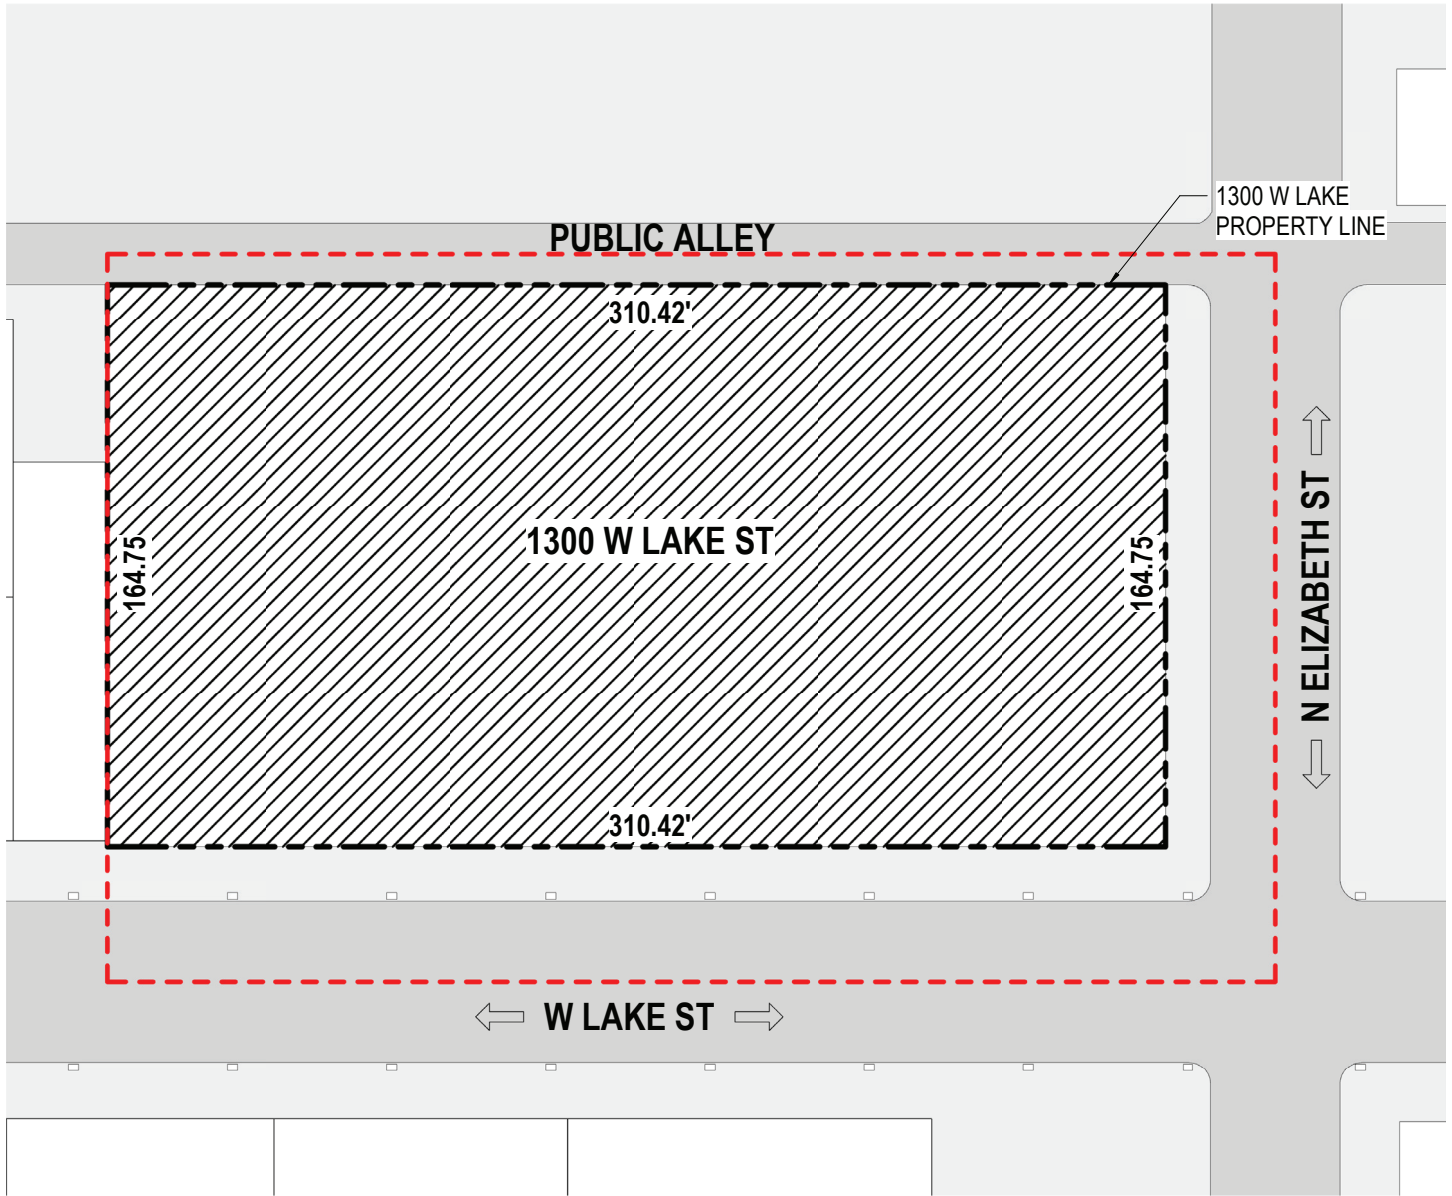 1300 W LAKE
PROPERTY LINE
PUBLIC ALLEY
310.42'
1300 W LAKE ST
164.75
164.75
N ELIZABETH ST
310.42'
W LAKE ST